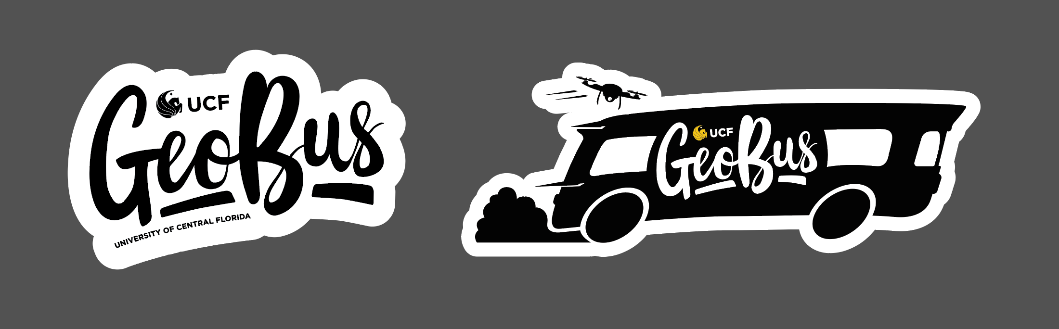 UCF
GeoBus
UNIVERSITY OF CENTRAL FLORIDA
UCF
GeoBus